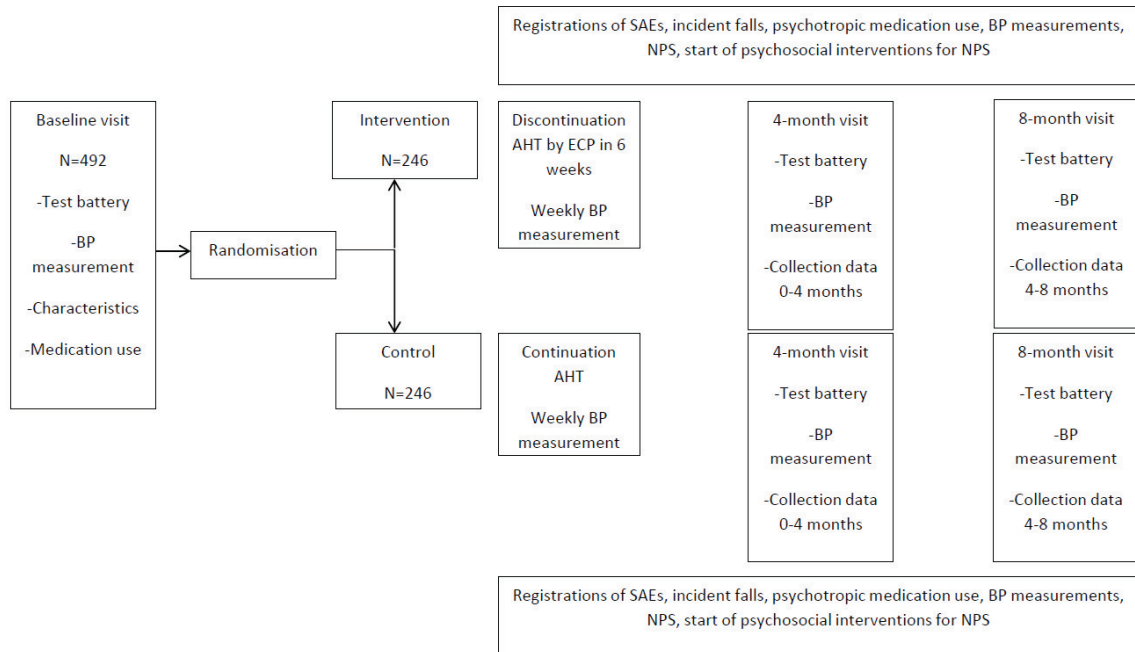 Registrations of SAEs, incident falls, psychotropic medication use, BP measurements,
NPS, start of psychosocial interventions for NPS
Baseline visit
N=492
-Test battery
-BP
measurement
-Characteristics
-Medication use
Randomisation
Intervention
N=246
Discontinuation
AHT by ECP in 6
weeks
Weekly BP
measurement
4-month visit
-Test battery
-BP
measurement
-Collection data
0-4 months
8-month visit
-Test battery
-BP
measurement
-Collection data
4-8 months
Control
N=246
Continuation
AHT
Weekly BP
measurement
4-month visit
-Test battery
-BP
measurement
-Collection data
0-4 months
8-month visit
-Test battery
-BP
measurement
-Collection data
4-8 months
Registrations of SAEs, incident falls, psychotropic medication use, BP measurements,
NPS, start of psychosocial interventions for NPS